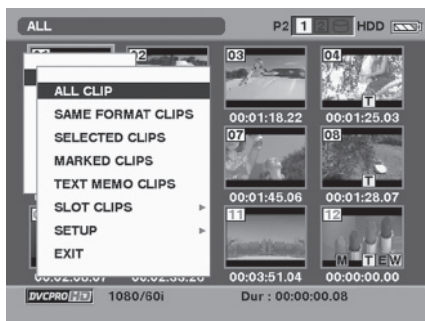 ALL P2 1 2 HDD
02 03 04
ALL CLIP
SAME FORMAT CLIPS
SELECTED CLIPS
MARKED CLIPS
TEXT MEMO CLIPS
SLOT CLIPS
SETUP
EXIT
00:01:18.22 00:01:25.03
T
07 08
00:01:45.06 00:01:28.07
T
11 12
M T E W
00:03:51.04 00:00:00.00
DVCPRO HD 1080/60i Dur : 00:00:00.08